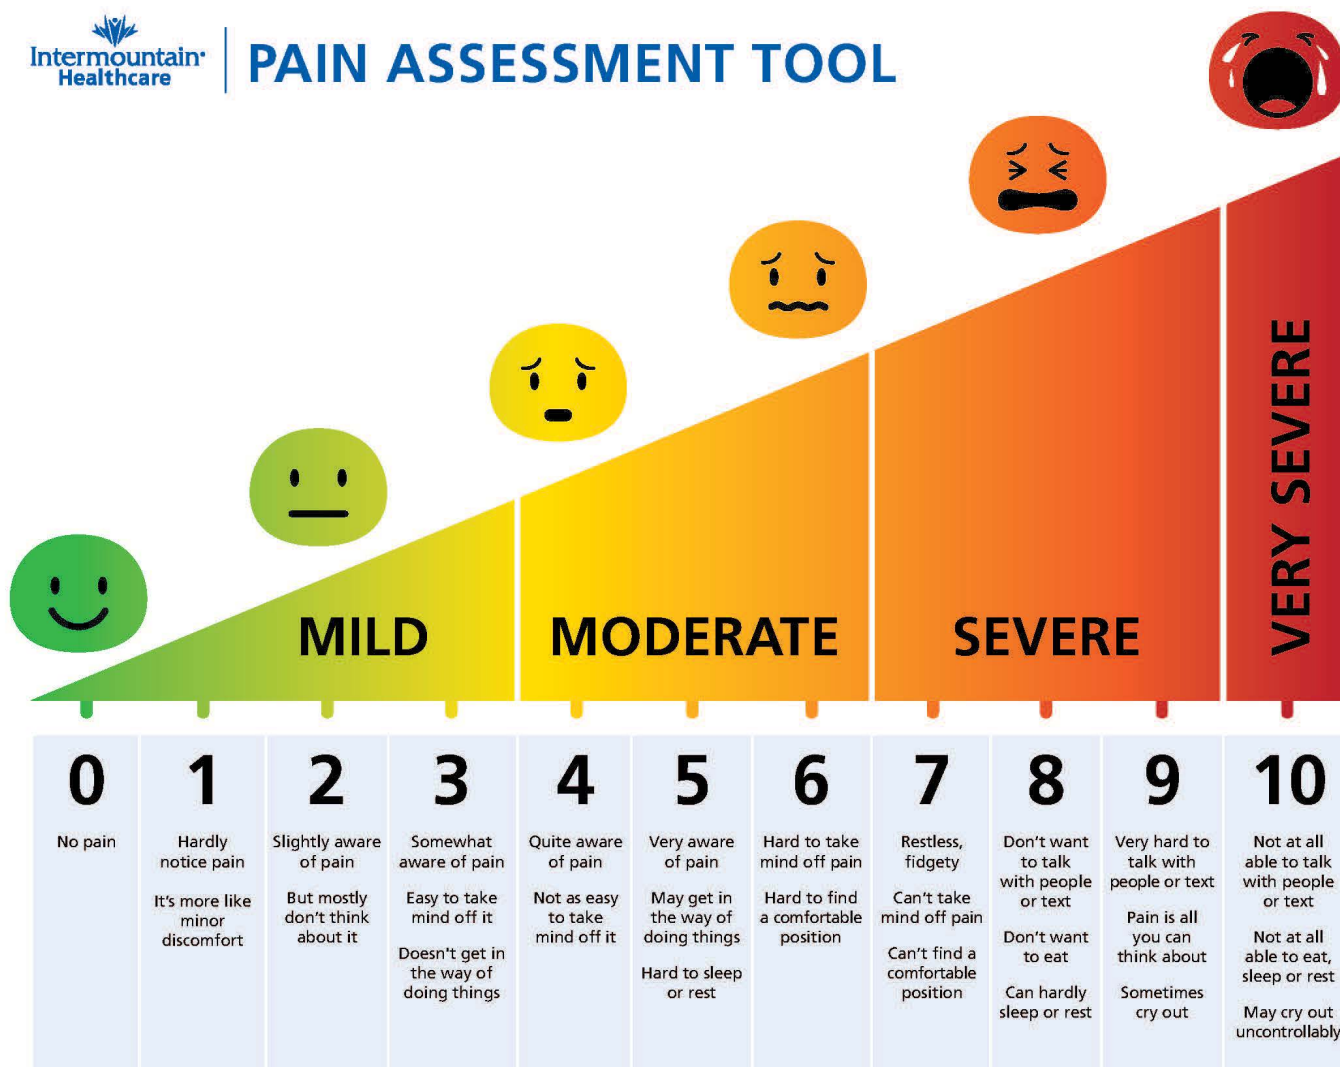 Intermountain®
Healthcare
PAIN ASSESSMENT TOOL
MILD
MODERATE
SEVERE
VERY SEVERE
0
No pain
1
Hardly
notice pain
It's more like
minor
discomfort
2
Slightly aware
of pain
But mostly
don't think
about it
3
Somewhat
aware of pain
Easy to take
mind off it
Doesn't get in
the way of
doing things
4
Quite aware
of pain
Not as easy
to take
mind off it
5
Very aware
of pain
May get in
the way of
doing things
Hard to sleep
or rest
6
Hard to take
mind off pain
Hard to find
a comfortable
position
7
Restless,
fidgety
Can't take
mind off pain
Can't find a
comfortable
position
8
Don't want
to talk
with people
or text
Don't want
to eat
Can hardly
sleep or rest
9
Very hard to
talk with
people or text
Pain is all
you can
think about
Sometimes
cry out
10
Not at all
able to talk
with people
or text
Not at all
able to eat,
sleep or rest
May cry out
uncontrollably